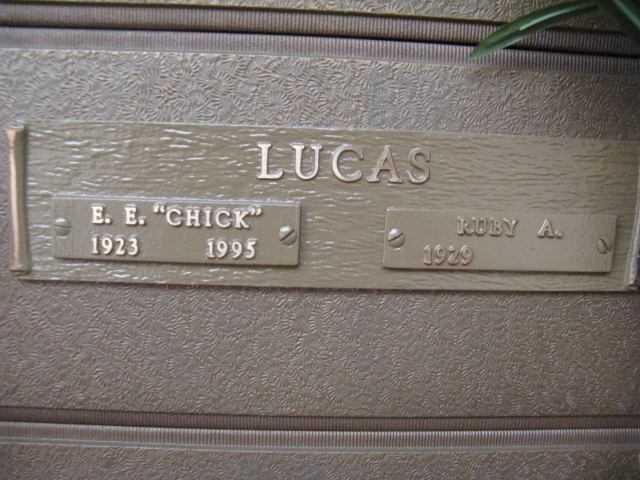 LUCAS
E. E. "CHICK"
1923 1995
RUBY A.
1929